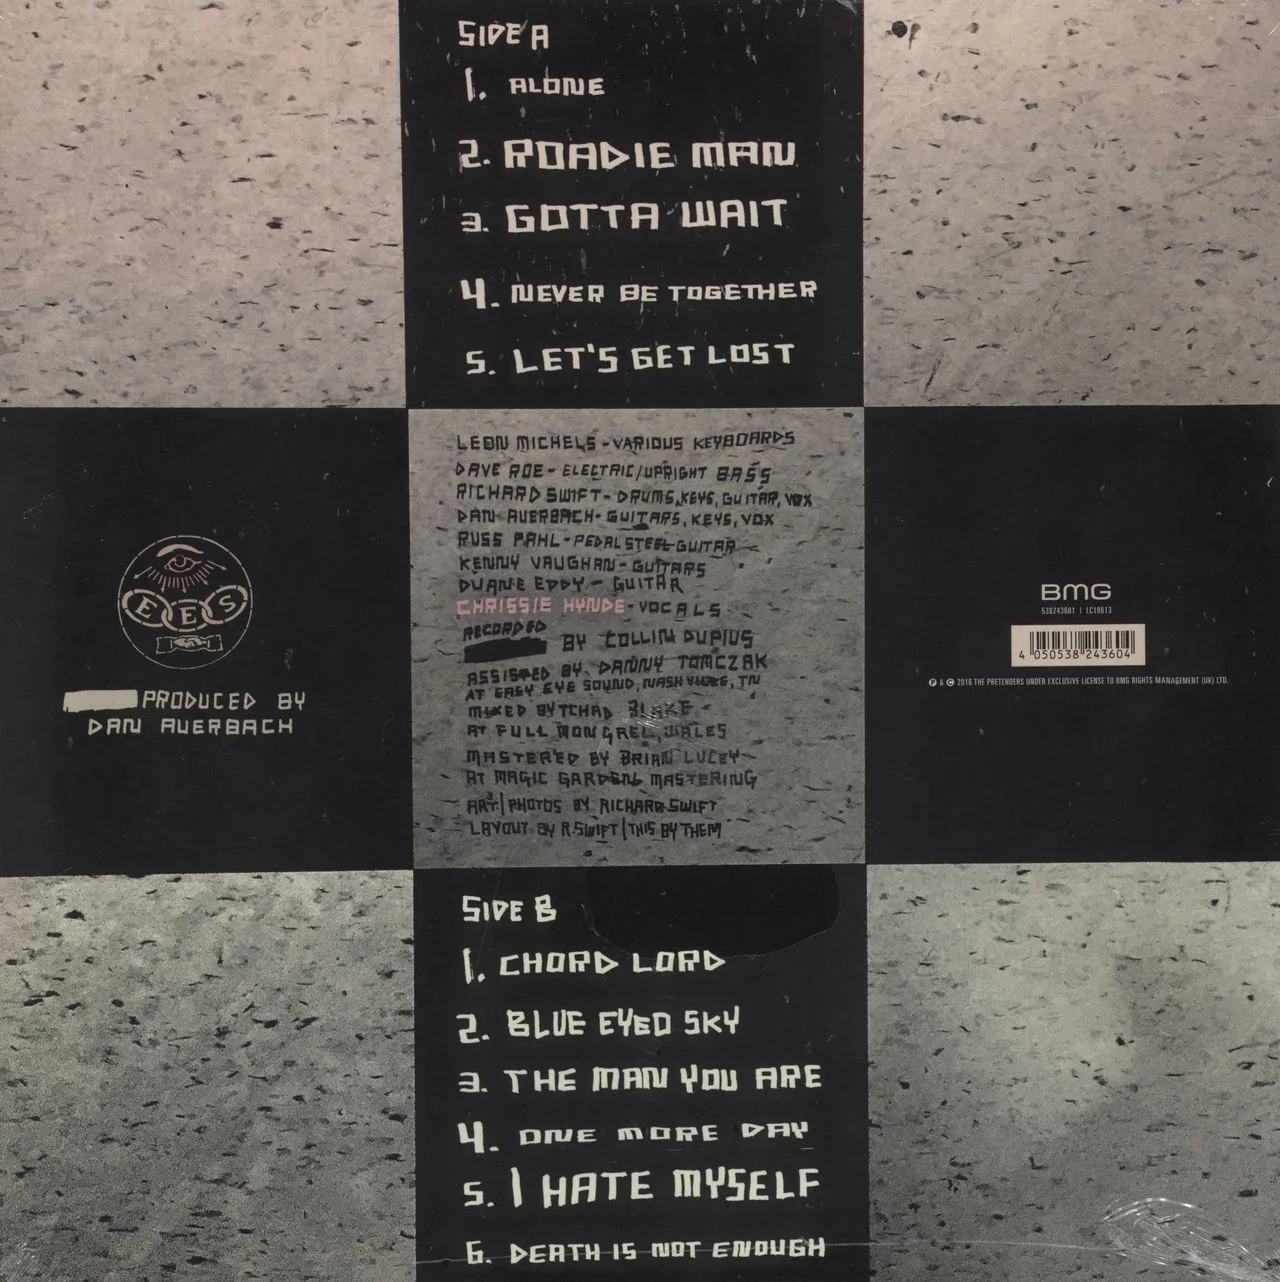 SIDE A
1. ALONE
2. ROADIE MAN
3. GOTTA WAIT
4. NEVER BE TOGETHER
5. LET'S GET LOST
LEON MICHELS - VARIOUS KEYBOARDS
DAVE ROE - ELECTRIC/UPRIGHT BASS
RICHARD SWIFT - DRUMS, KEYS, GUITAR, VOX
DAN AUERBACH - GUITARS, KEYS, VOX
RUSS PAHL - PEDAL STEEL GUITAR
KENNY VAUGHAN - GUITARS
DUANE EDDY - GUITAR
CHRISSIE HYNDE - VOCALS
RECORDED
BY COLLIN DUPIUS
ASSISTED BY DANNY TOMCZAK
AT EASY EYE SOUND, NASHVILLE, TN
MIXED BY TCHAD BLAKE
AT FULL MONGREL, WALES
MASTERED BY BRIAN LUCEY
AT MAGIC GARDEN MASTERING
ART|PHOTOS BY RICHARD SWIFT
LAYOUT BY R.SWIFT|THIS BY THEM
E E S
PRODUCED BY
DAN AUERBACH
BMG
538243601 | LC19813
4 050538 243604
℗ & © 2016 THE PRETENDERS UNDER EXCLUSIVE LICENSE TO BMG RIGHTS MANAGEMENT (UK) LTD.
SIDE B
1. CHORD LORD
2. BLUE EYED SKY
3. THE MAN YOU ARE
4. ONE MORE DAY
5. I HATE MYSELF
6. DEATH IS NOT ENOUGH